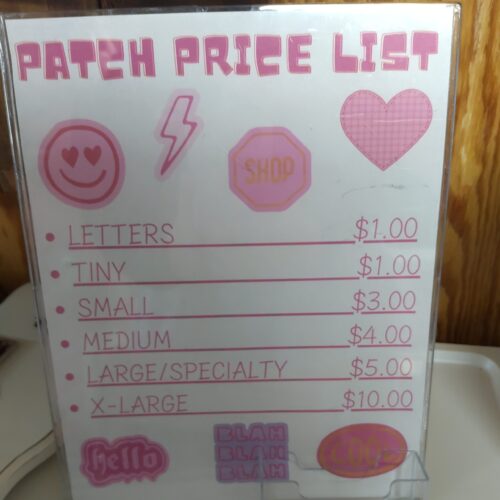 PATCH PRICE LIST
SHOP
• LETTERS $1.00
• TINY $1.00
• SMALL $3.00
• MEDIUM $4.00
• LARGE/SPECIALTY $5.00
• X-LARGE $10.00
hello
BLAH
BLAH
BLAH